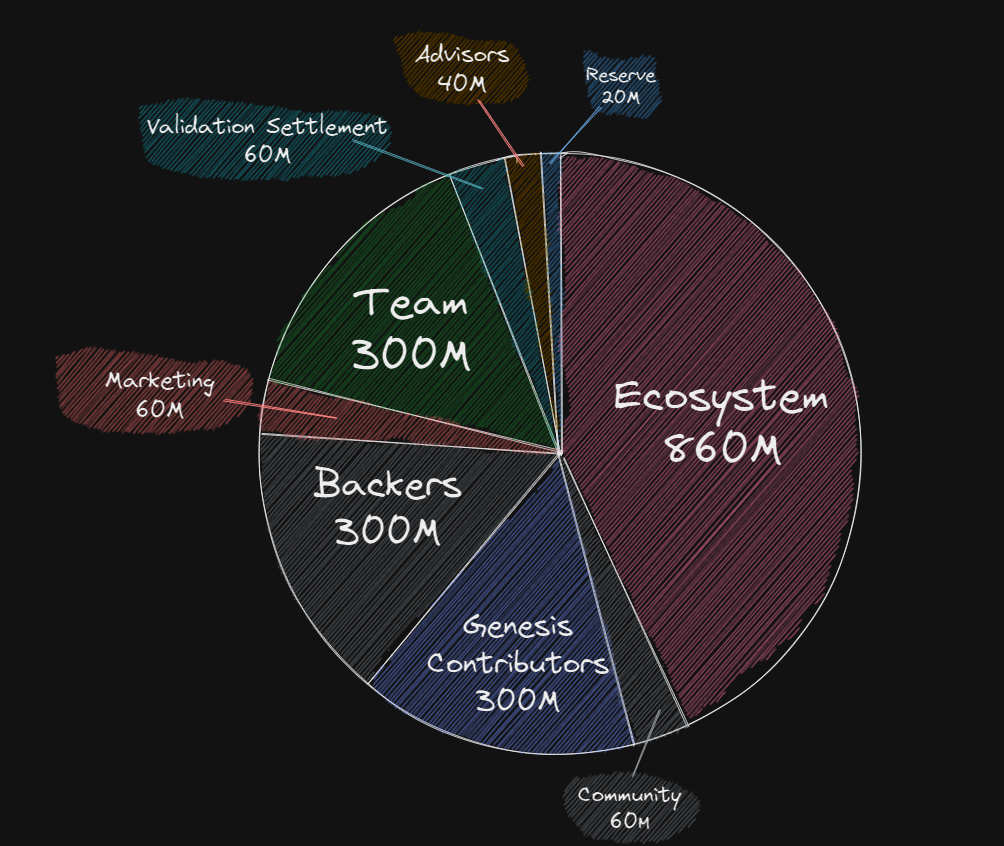 Advisors
40M
Reserve
20M
Validation Settlement
60M
Team
300M
Marketing
60M
Ecosystem
860M
Backers
300M
Genesis
Contributors
300M
Community
60M